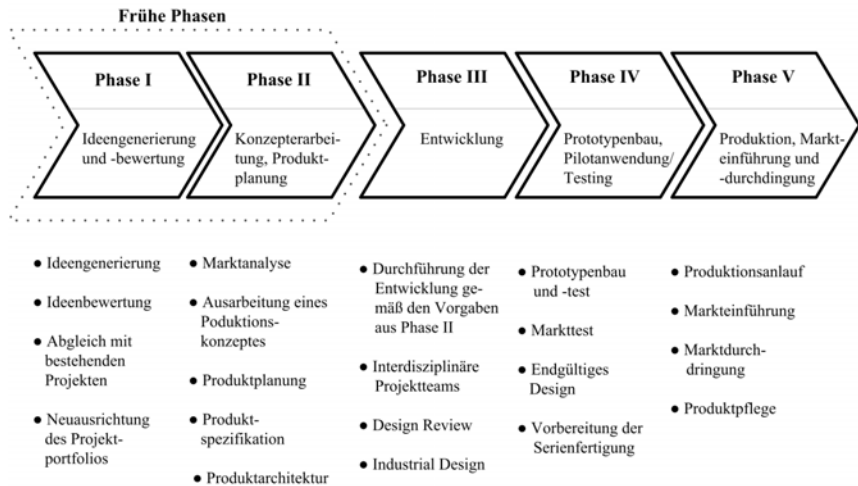 Frühe Phasen
Phase I
Ideengenerierung
und -bewertung
Phase II
Konzepterarbei-
tung, Produkt-
planung
Phase III
Entwicklung
Phase IV
Prototypenbau,
Pilotanwendung/
Testing
Phase V
Produktion, Markt-
einführung und
-durchdingung
● Ideengenerierung
● Ideenbewertung
● Abgleich mit
bestehenden
Projekten
● Neuausrichtung
des Projekt-
portfolios
● Marktanalyse
● Ausarbeitung eines
Poduktions-
konzeptes
● Produktplanung
● Produkt-
spezifikation
● Produktarchitektur
● Durchführung der
Entwicklung ge-
mäß den Vorgaben
aus Phase II
● Interdisziplinäre
Projektteams
● Design Review
● Industrial Design
● Prototypenbau
und -test
● Markttest
● Endgültiges
Design
● Vorbereitung der
Serienfertigung
● Produktionsanlauf
● Markteinführung
● Marktdurch-
dringung
● Produktpflege